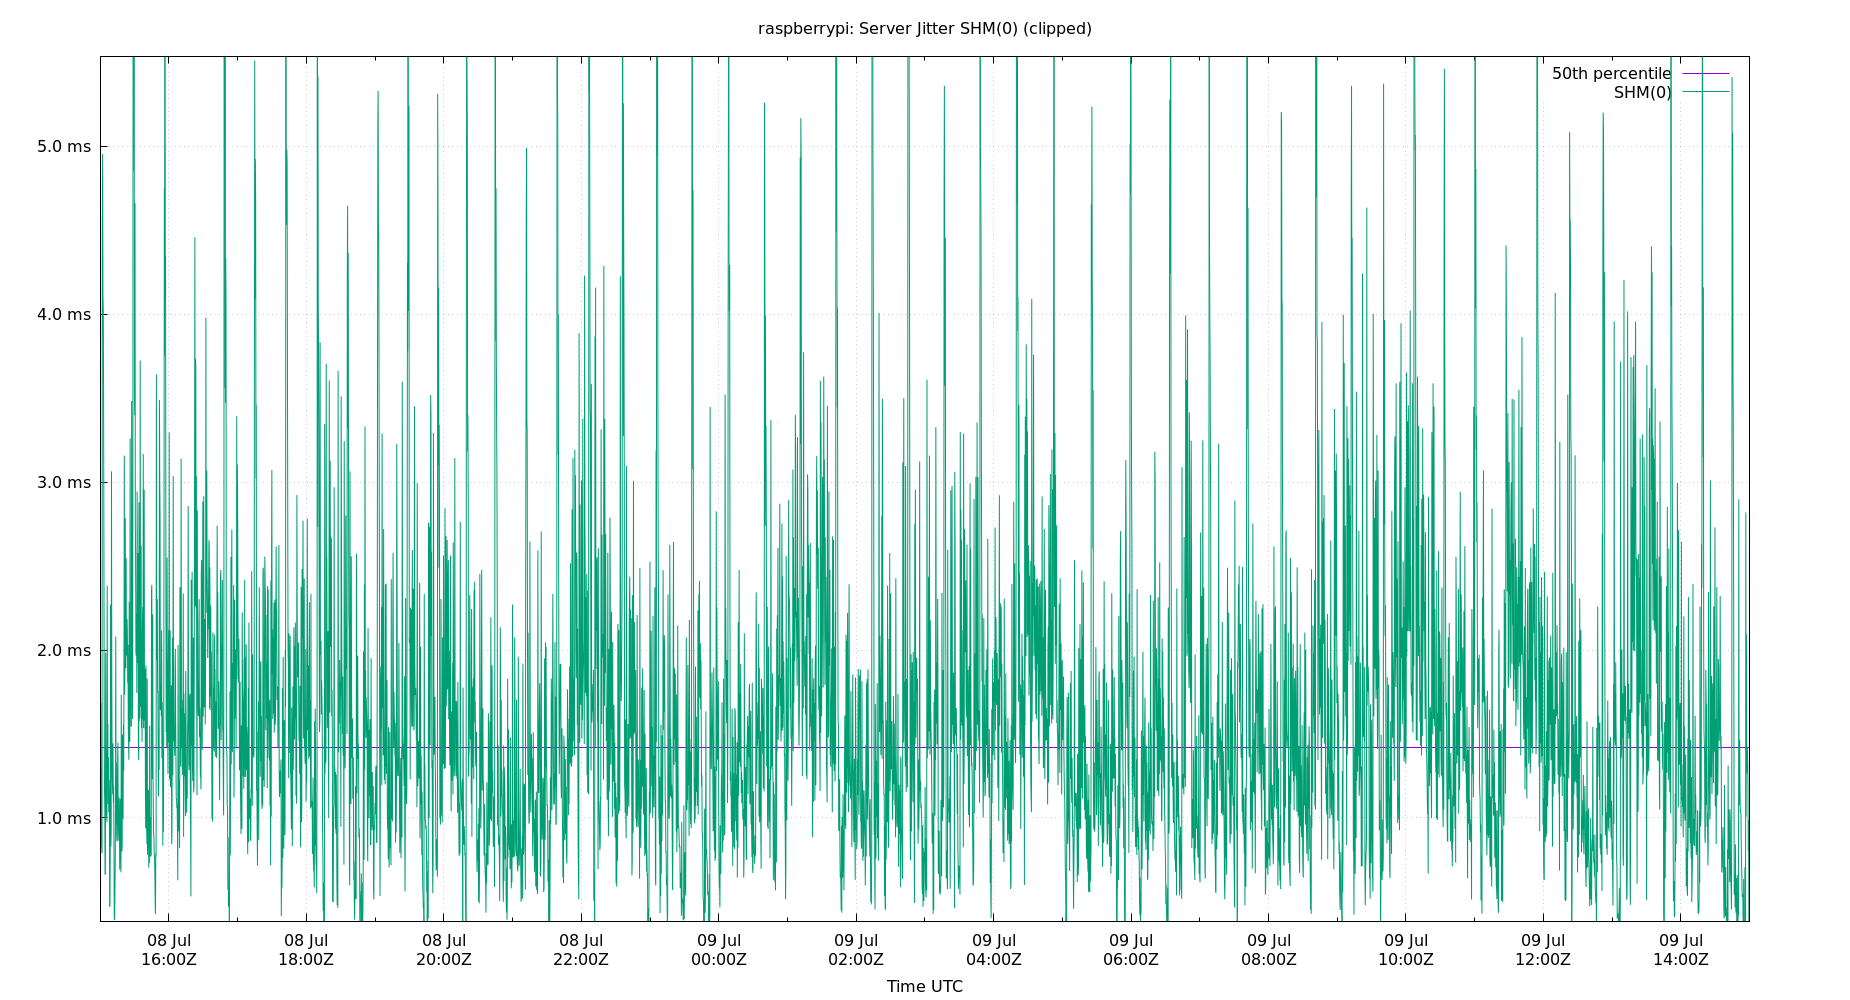 raspberrypi: Server Jitter SHM(0) (clipped)
50th percentile
SHM(0)
5.0 ms
4.0 ms
3.0 ms
2.0 ms
1.0 ms
08 Jul 08 Jul 08 Jul 08 Jul 09 Jul 09 Jul 09 Jul 09 Jul 09 Jul 09 Jul 09 Jul 09 Jul
16:00Z 18:00Z 20:00Z 22:00Z 00:00Z 02:00Z 04:00Z 06:00Z 08:00Z 10:00Z 12:00Z 14:00Z
Time UTC